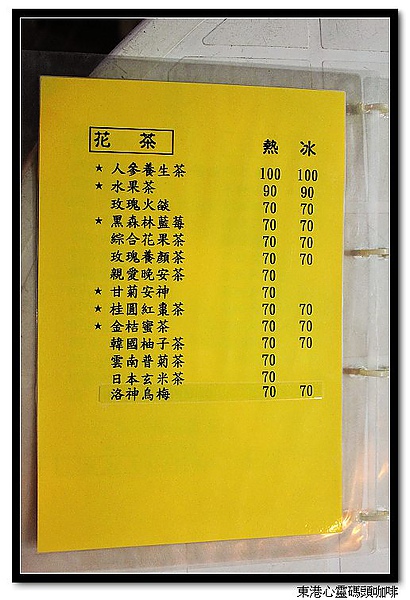 花 茶 熱 冰
★ 人參養生茶 100 100
★ 水果茶 90 90
玫瑰火燄 70 70
★ 黑森林藍莓 70 70
綜合花果茶 70 70
玫瑰養顏茶 70 70
親愛晚安茶 70
★ 甘菊安神 70
★ 桂圓紅棗茶 70 70
★ 金桔蜜茶 70 70
韓國柚子茶 70 70
雲南普菊茶 70
日本玄米茶 70
洛神烏梅 70 70
東港心靈碼頭咖啡